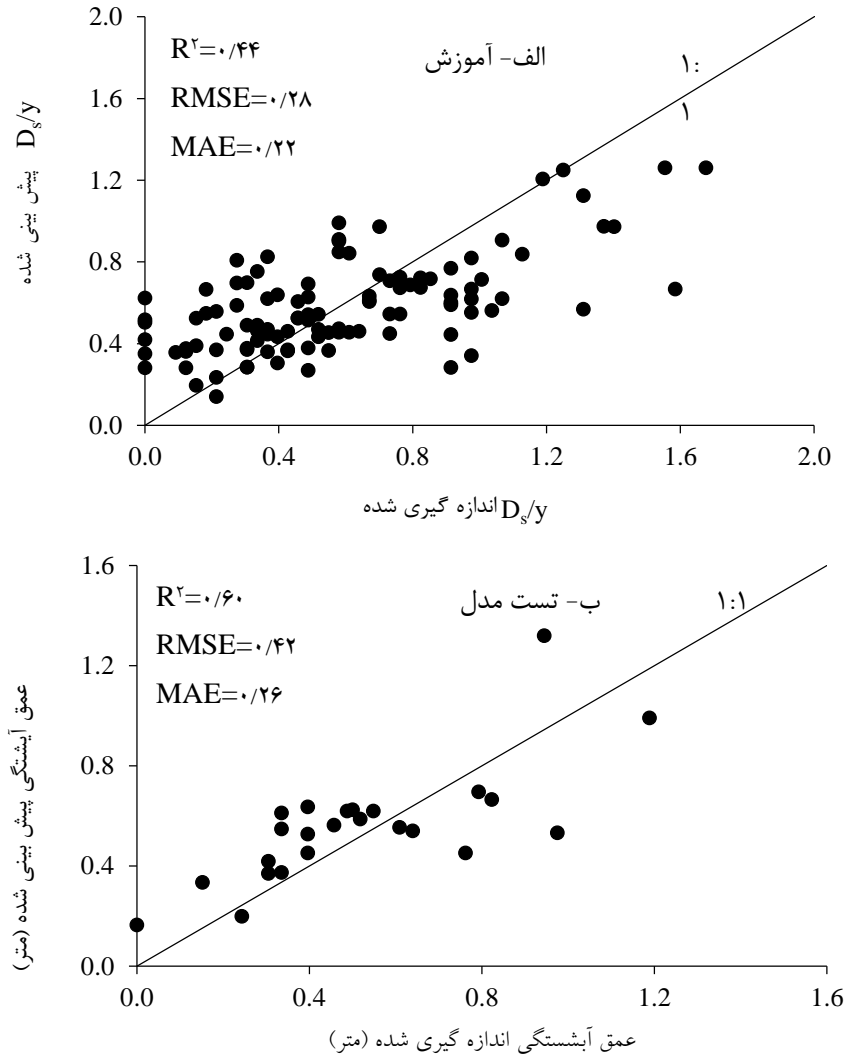 2.0
1.6
1.2
0.8
0.4
0.0
پیش بینی شده Ds/y
R۲=۰/۴۴
RMSE=۰/۲۸
MAE=۰/۲۲
الف- آموزش
۱:
۱
0.0 0.4 0.8 1.2 1.6 2.0
اندازه گیری شده Ds/y
1.6
1.2
0.8
0.4
0.0
عمق آبشستگی پیش بینی شده (متر)
R۲=۰/۶۰
RMSE=۰/۴۲
MAE=۰/۲۶
ب- تست مدل
۱:۱
0.0 0.4 0.8 1.2 1.6
عمق آبشستگی اندازه گیری شده (متر)